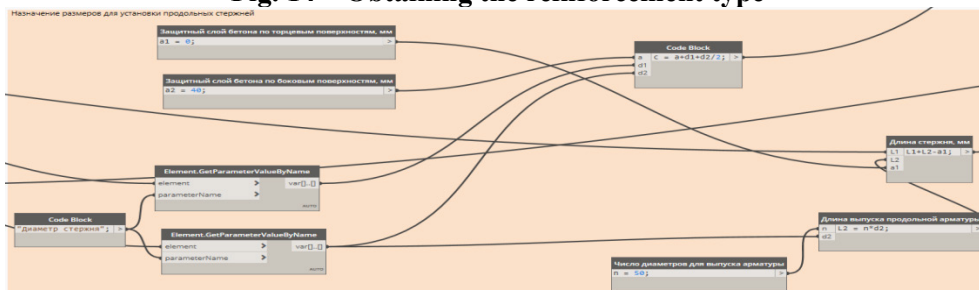 Fig. 14 – Obtaining the reinforcement type
Назначение размеров для установки продольных стержней
Защитный слой бетона по торцевым поверхностям, мм
a1 = 0; >
Защитный слой бетона по боковым поверхностям, мм
a2 = 40; >
Code Block
a c = a+d1+d2/2; >
d1
d2
Длина стержня, мм
L1 L1+L2-a1; >
L2
a1
Element.GetParameterValueByName
element > var[]..[]
parameterName >
AUTO
Code Block
"Диаметр стержня"; >
Element.GetParameterValueByName
element > var[]..[]
parameterName >
AUTO
Длина выпуска продольной арматуры
n L2 = n*d2; >
d2
Число диаметров для выпуска арматуры
n = 50; >